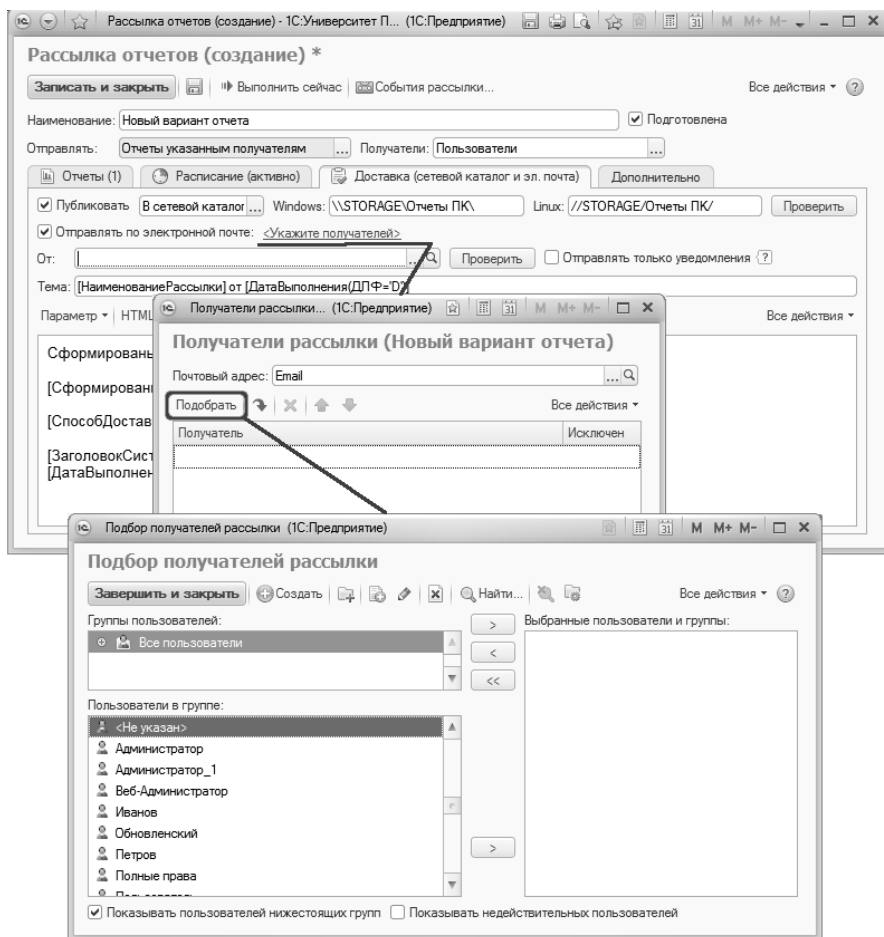 Рассылка отчетов (создание) - 1С:Университет П... (1С:Предприятие) M M+ M-
Рассылка отчетов (создание) *
Записать и закрыть Выполнить сейчас События рассылки... Все действия ?
Наименование: Новый вариант отчета Подготовлена
Отправлять: Отчеты указанным получателям ... Получатели: Пользователи ...
Отчеты (1) Расписание (активно) Доставка (сетевой каталог и эл. почта) Дополнительно
Публиковать В сетевой каталог ... Windows: \\STORAGE\Отчеты ПК\ Linux: //STORAGE/Отчеты ПК/ Проверить
Отправлять по электронной почте: <Укажите получателей>
От: ... Проверить Отправлять только уведомления ?
Тема: [НаименованиеРассылки] от [ДатаВыполнения(ДЛФ='D')]
Параметр HTML Все действия
Сформированы
[Сформирован
[СпособДостав
[ЗаголовокСист
[ДатаВыполнен
Получатели рассылки... (1С:Предприятие) 31 M M+ M-
Получатели рассылки (Новый вариант отчета)
Почтовый адрес: Email ...
Подобрать Все действия
Получатель Исключен
Подбор получателей рассылки (1С:Предприятие) 31 M M+ M-
Подбор получателей рассылки
Завершить и закрыть Создать Найти... Все действия ?
Группы пользователей: > Выбранные пользователи и группы:
Все пользователи <
<<
Пользователи в группе:
<Не указан>
Администратор
Администратор_1
Веб-Администратор
Иванов
Обновленский
Петров >
Полные права
Показывать пользователей нижестоящих групп Показывать недействительных пользователей